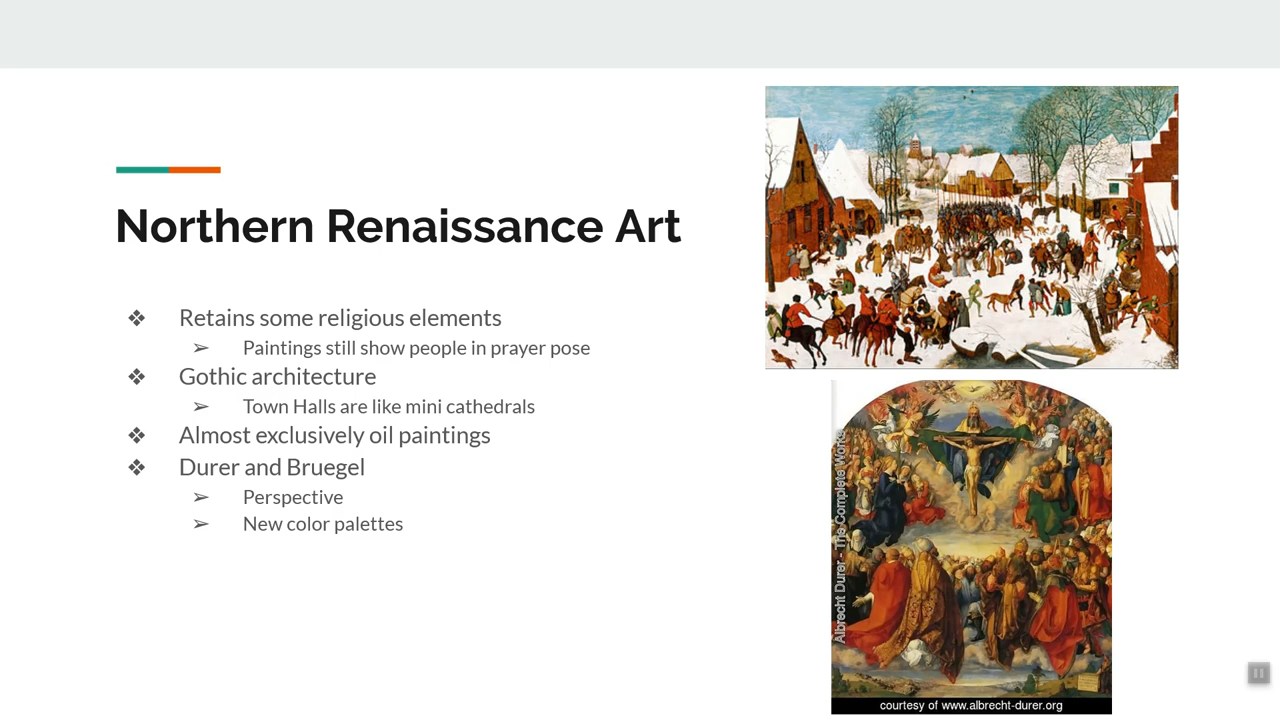 Northern Renaissance Art
❖ Retains some religious elements
➢ Paintings still show people in prayer pose
❖ Gothic architecture
➢ Town Halls are like mini cathedrals
❖ Almost exclusively oil paintings
❖ Durer and Bruegel
➢ Perspective
➢ New color palettes
Albrecht Durer - The Complete Works
courtesy of www.albrecht-durer.org